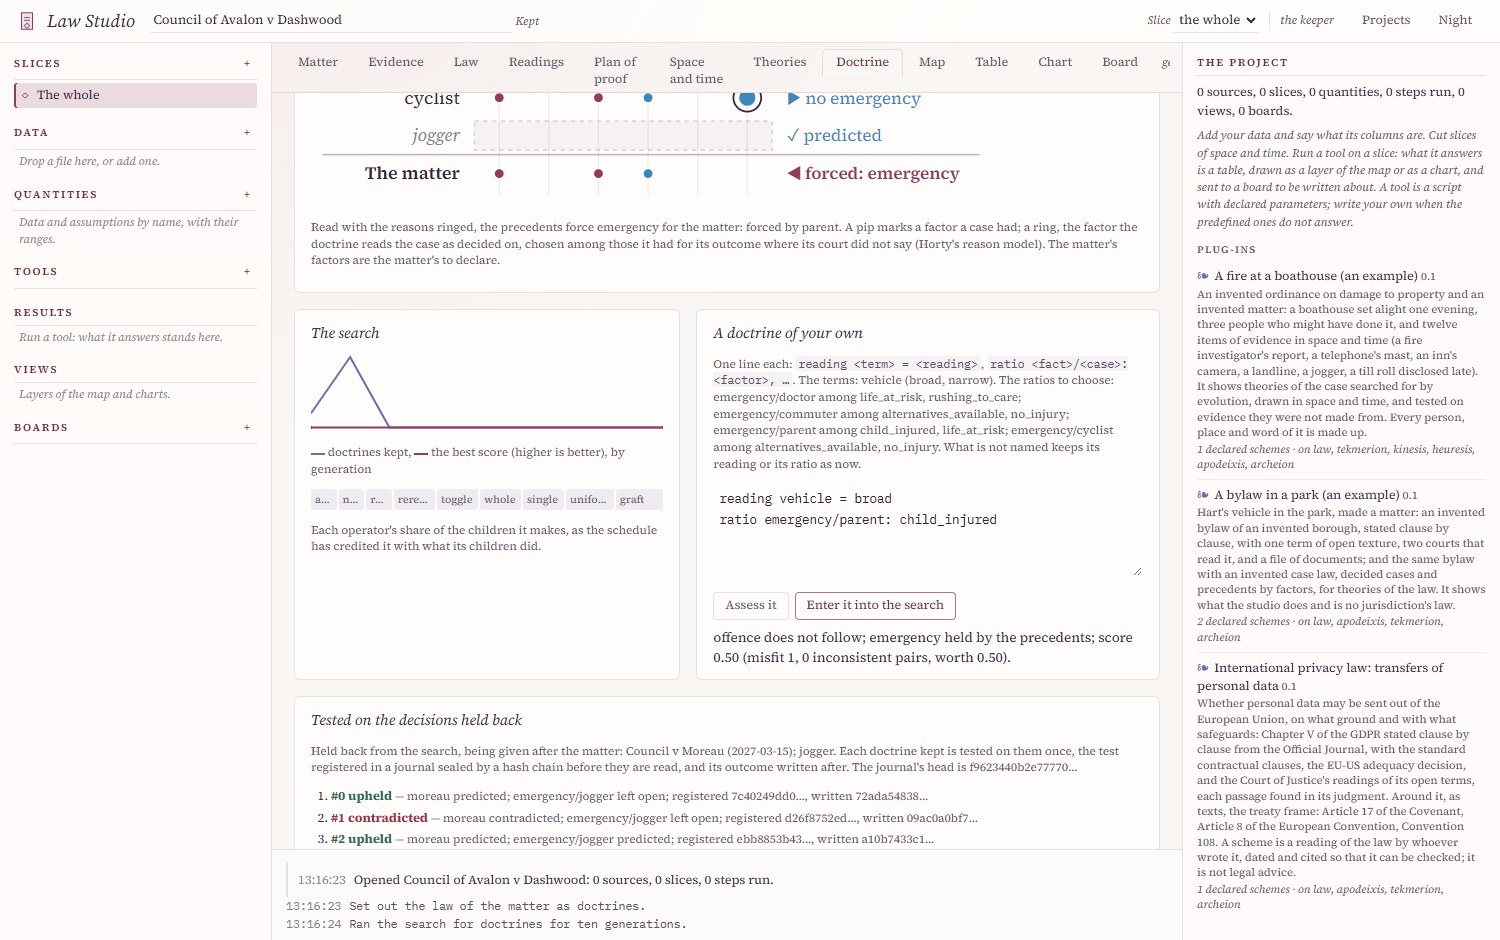 Law Studio
Council of Avalon v Dashwood
Kept
Slice the whole
the keeper
Projects
Night
SLICES +
The whole
DATA +
Drop a file here, or add one.
QUANTITIES +
Data and assumptions by name, with their
ranges.
TOOLS +
RESULTS
Run a tool: what it answers stands here.
VIEWS
Layers of the map and charts.
BOARDS +
Matter
Evidence
Law
Readings
Plan of
proof
Space
and time
Theories
Doctrine
Map
Table
Chart
Board
cyclist
▶ no emergency
jogger
✓ predicted
The matter
◀ forced: emergency
Read with the reasons ringed, the precedents force emergency for the matter: forced by parent. A pip marks a factor a case had; a ring, the factor the
doctrine reads the case as decided on, chosen among those it had for its outcome where its court did not say (Horty's reason model). The matter's
factors are the matter's to declare.
The search
— doctrines kept, — the best score (higher is better), by
generation
a... n... r... rere... toggle whole single unifo... graft
Each operator's share of the children it makes, as the schedule
has credited it with what its children did.
A doctrine of your own
One line each: reading <term> = <reading>, ratio <fact>/<case>:
<factor>, …. The terms: vehicle (broad, narrow). The ratios to choose:
emergency/doctor among life_at_risk, rushing_to_care;
emergency/commuter among alternatives_available, no_injury;
emergency/parent among child_injured, life_at_risk; emergency/cyclist
among alternatives_available, no_injury. What is not named keeps its
reading or its ratio as now.
reading vehicle = broad
ratio emergency/parent: child_injured
Assess it
Enter it into the search
offence does not follow; emergency held by the precedents; score
0.50 (misfit 1, 0 inconsistent pairs, worth 0.50).
Tested on the decisions held back
Held back from the search, being given after the matter: Council v Moreau (2027-03-15); jogger. Each doctrine kept is tested on them once, the test
registered in a journal sealed by a hash chain before they are read, and its outcome written after. The journal's head is f9623440b2e77770...
1. #0 upheld — moreau predicted; emergency/jogger left open; registered 7c40249dd0..., written 72ada54838...
2. #1 contradicted — moreau contradicted; emergency/jogger left open; registered d26f8752ed..., written 09ac0a0bf7...
3. #2 upheld — moreau predicted; emergency/jogger predicted; registered ebb8853b43..., written a10b7433c1...
13:16:23 Opened Council of Avalon v Dashwood: 0 sources, 0 slices, 0 steps run.
13:16:23 Set out the law of the matter as doctrines.
13:16:24 Ran the search for doctrines for ten generations.
THE PROJECT
0 sources, 0 slices, 0 quantities, 0 steps run, 0
views, 0 boards.
Add your data and say what its columns are. Cut slices
of space and time. Run a tool on a slice: what it answers
is a table, drawn as a layer of the map or as a chart, and
sent to a board to be written about. A tool is a script
with declared parameters; write your own when the
predefined ones do not answer.
PLUG-INS
A fire at a boathouse (an example) 0.1
An invented ordinance on damage to property and an
invented matter: a boathouse set alight one evening,
three people who might have done it, and twelve
items of evidence in space and time (a fire
investigator's report, a telephone's mast, an inn's
camera, a landline, a jogger, a till roll disclosed late).
It shows theories of the case searched for by
evolution, drawn in space and time, and tested on
evidence they were not made from. Every person,
place and word of it is made up.
1 declared schemes · on law, tekmerion, kinesis, heuresis,
apodeixis, archeion
A bylaw in a park (an example) 0.1
Hart's vehicle in the park, made a matter: an invented
bylaw of an invented borough, stated clause by
clause, with one term of open texture, two courts that
read it, and a file of documents; and the same bylaw
with an invented case law, decided cases and
precedents by factors, for theories of the law. It shows
what the studio does and is no jurisdiction's law.
2 declared schemes · on law, apodeixis, tekmerion,
archeion
International privacy law: transfers of
personal data 0.1
Whether personal data may be sent out of the
European Union, on what ground and with what
safeguards: Chapter V of the GDPR stated clause by
clause from the Official Journal, with the standard
contractual clauses, the EU-US adequacy decision,
and the Court of Justice's readings of its open terms,
each passage found in its judgment. Around it, as
texts, the treaty frame: Article 17 of the Covenant,
Article 8 of the European Convention, Convention
108. A scheme is a reading of the law by whoever
wrote it, dated and cited so that it can be checked; it
is not legal advice.
1 declared schemes · on law, apodeixis, tekmerion,
archeion